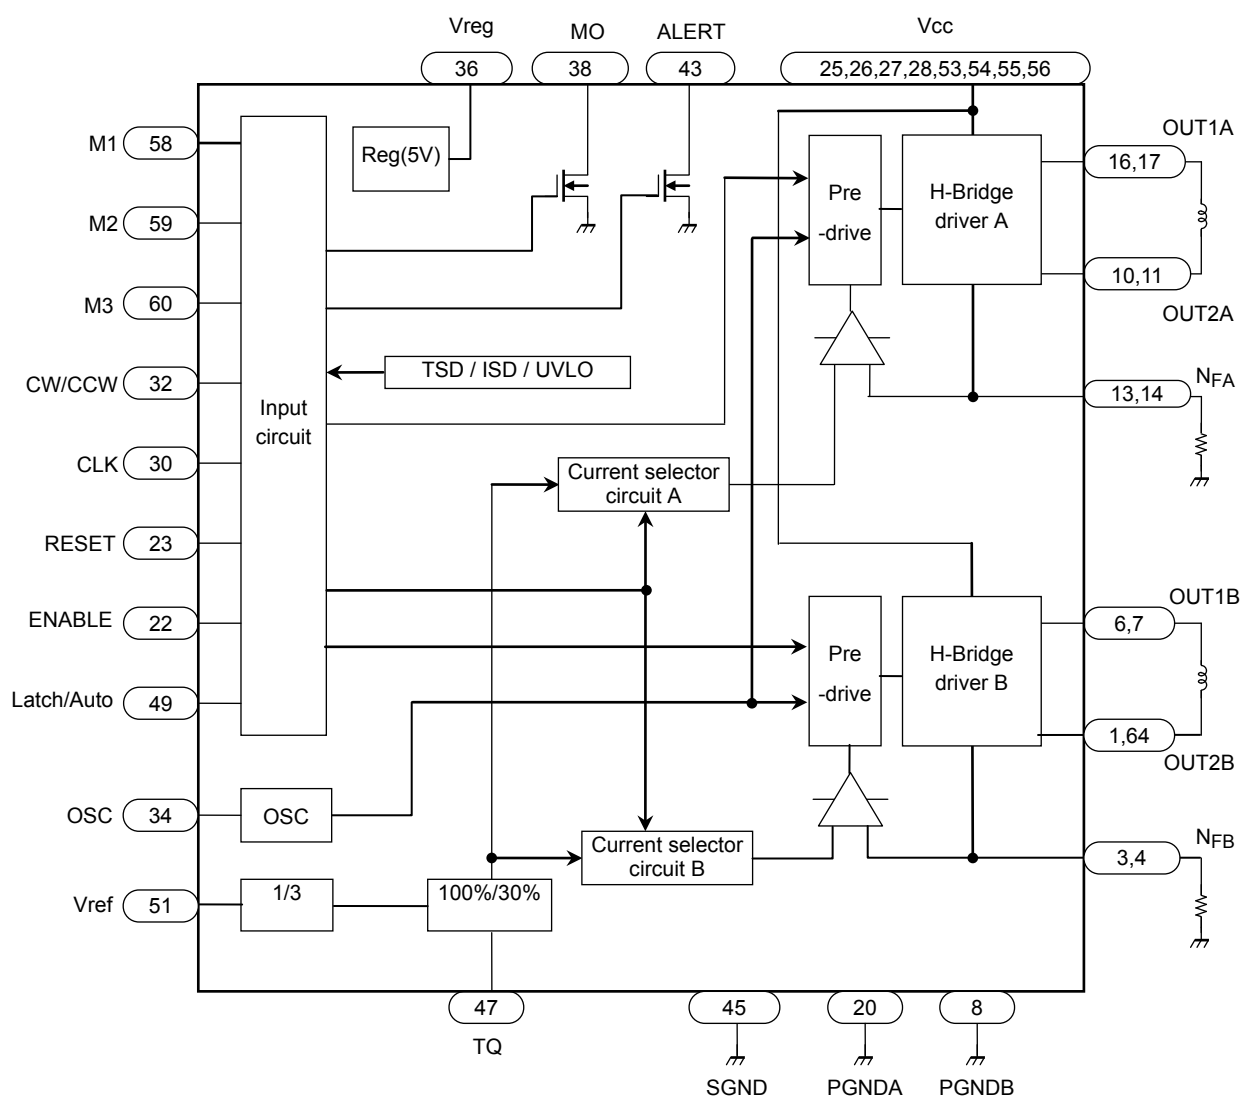 Vreg
MO
ALERT
Vcc
36
38
43
25,26,27,28,53,54,55,56
M1
58
M2
59
M3
60
CW/CCW
32
CLK
30
RESET
23
ENABLE
22
Latch/Auto
49
OSC
34
Vref
51
Input
circuit
Reg(5V)
TSD / ISD / UVLO
Current selector
circuit A
Current selector
circuit B
OSC
1/3
100%/30%
Pre
-drive
H-Bridge
driver A
Pre
-drive
H-Bridge
driver B
OUT1A
16,17
10,11
OUT2A
NFA
13,14
OUT1B
6,7
1,64
OUT2B
NFB
3,4
47
45
20
8
TQ
SGND
PGNDA
PGNDB